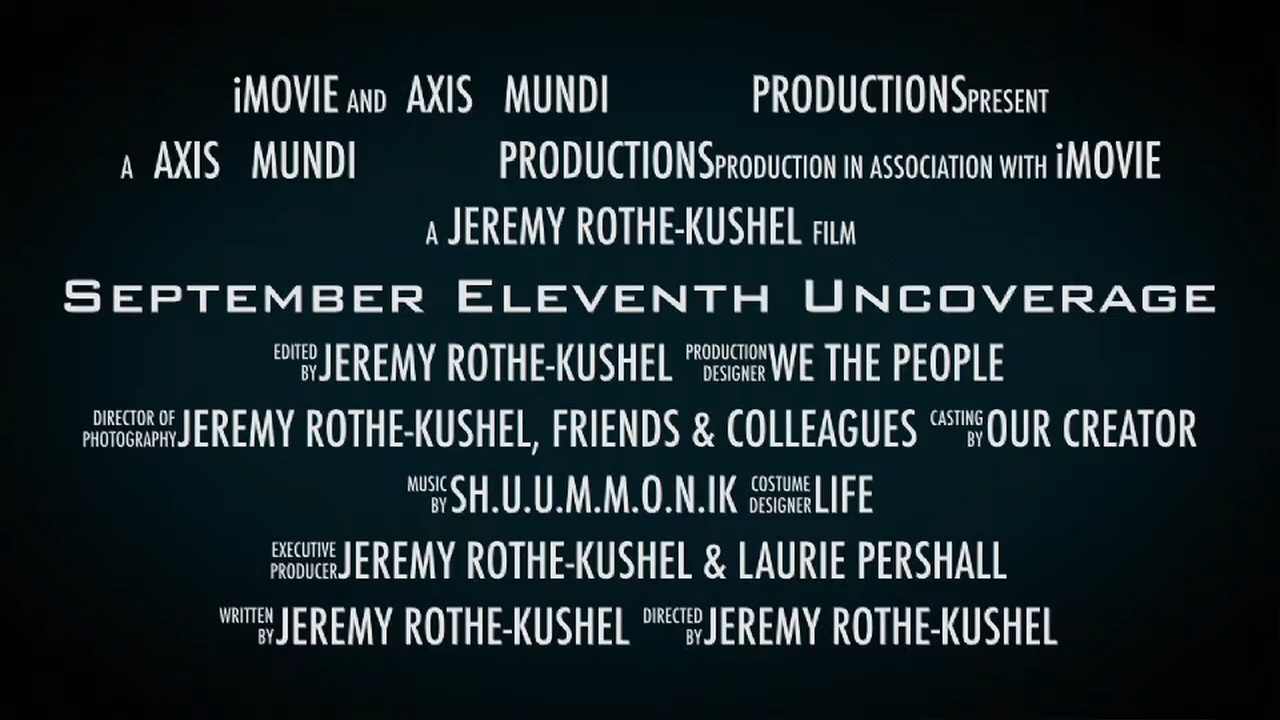 iMOVIE AND AXIS MUNDI PRODUCTIONS PRESENT
A AXIS MUNDI PRODUCTIONS PRODUCTION IN ASSOCIATION WITH iMOVIE
A JEREMY ROTHE-KUSHEL FILM
SEPTEMBER ELEVENTH UNCOVERAGE
EDITED BY JEREMY ROTHE-KUSHEL PRODUCTION DESIGNER WE THE PEOPLE
DIRECTOR OF PHOTOGRAPHY JEREMY ROTHE-KUSHEL, FRIENDS & COLLEAGUES CASTING BY OUR CREATOR
MUSIC BY SH.U.U.M.M.O.N.IK COSTUME DESIGNER LIFE
EXECUTIVE PRODUCER JEREMY ROTHE-KUSHEL & LAURIE PERSHALL
WRITTEN BY JEREMY ROTHE-KUSHEL DIRECTED BY JEREMY ROTHE-KUSHEL